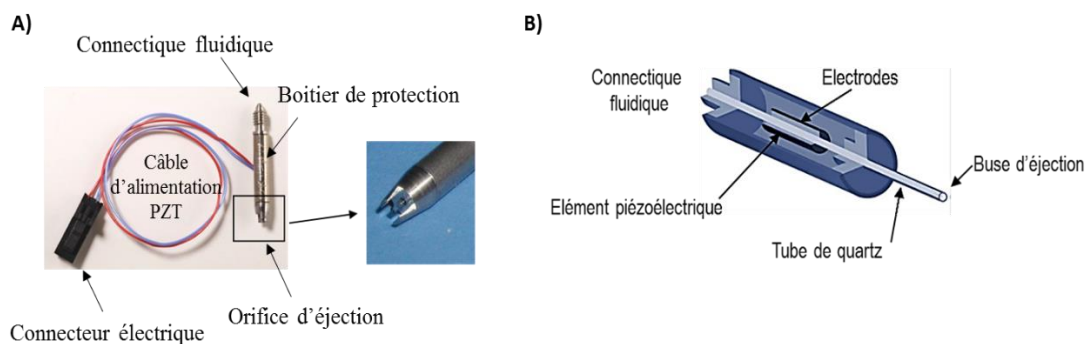 A)
Connectique fluidique
Boitier de protection
Câble
d'alimentation
PZT
Orifice d'éjection
Connecteur électrique
B)
Connectique
fluidique
Electrodes
Buse d'éjection
Elément piézoélectrique
Tube de quartz